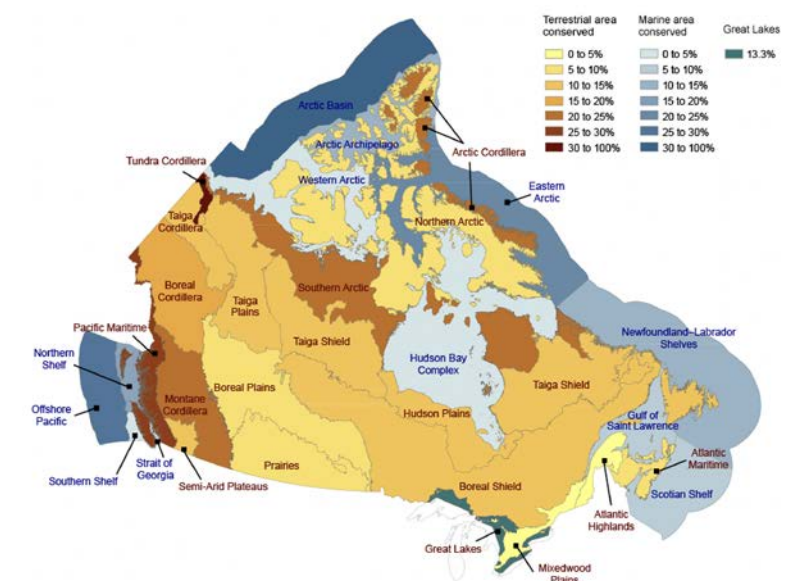 Terrestrial area
conserved
0 to 5%
5 to 10%
10 to 15%
15 to 20%
20 to 25%
25 to 30%
30 to 100%
Marine area
conserved
0 to 5%
5 to 10%
10 to 15%
15 to 20%
20 to 25%
25 to 30%
30 to 100%
Great Lakes
13.3%
Arctic Basin
Arctic Archipelago
Arctic Cordillera
Tundra Cordillera
Western Arctic
Eastern
Arctic
Taiga
Cordillera
Northern Arctic
Boreal
Cordillera
Southern Arctic
Taiga
Plains
Pacific Maritime
Taiga Shield
Newfoundland–Labrador
Shelves
Northern
Shelf
Hudson Bay
Complex
Montane
Cordillera
Boreal Plains
Taiga Shield
Offshore
Pacific
Hudson Plains
Gulf of
Saint Lawrence
Southern Shelf
Strait of
Georgia
Semi-Arid Plateaus
Prairies
Boreal Shield
Atlantic
Maritime
Scotian Shelf
Atlantic
Highlands
Great Lakes
Mixedwood
Plains